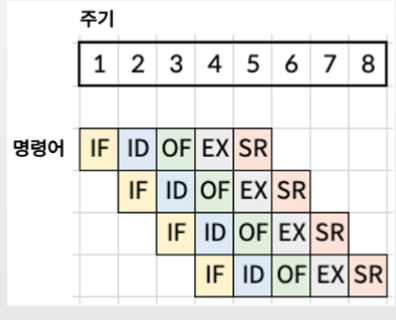 주기
1 2 3 4 5 6 7 8
명령어 IF ID OF EX SR
IF ID OF EX SR
IF ID OF EX SR
IF ID OF EX SR